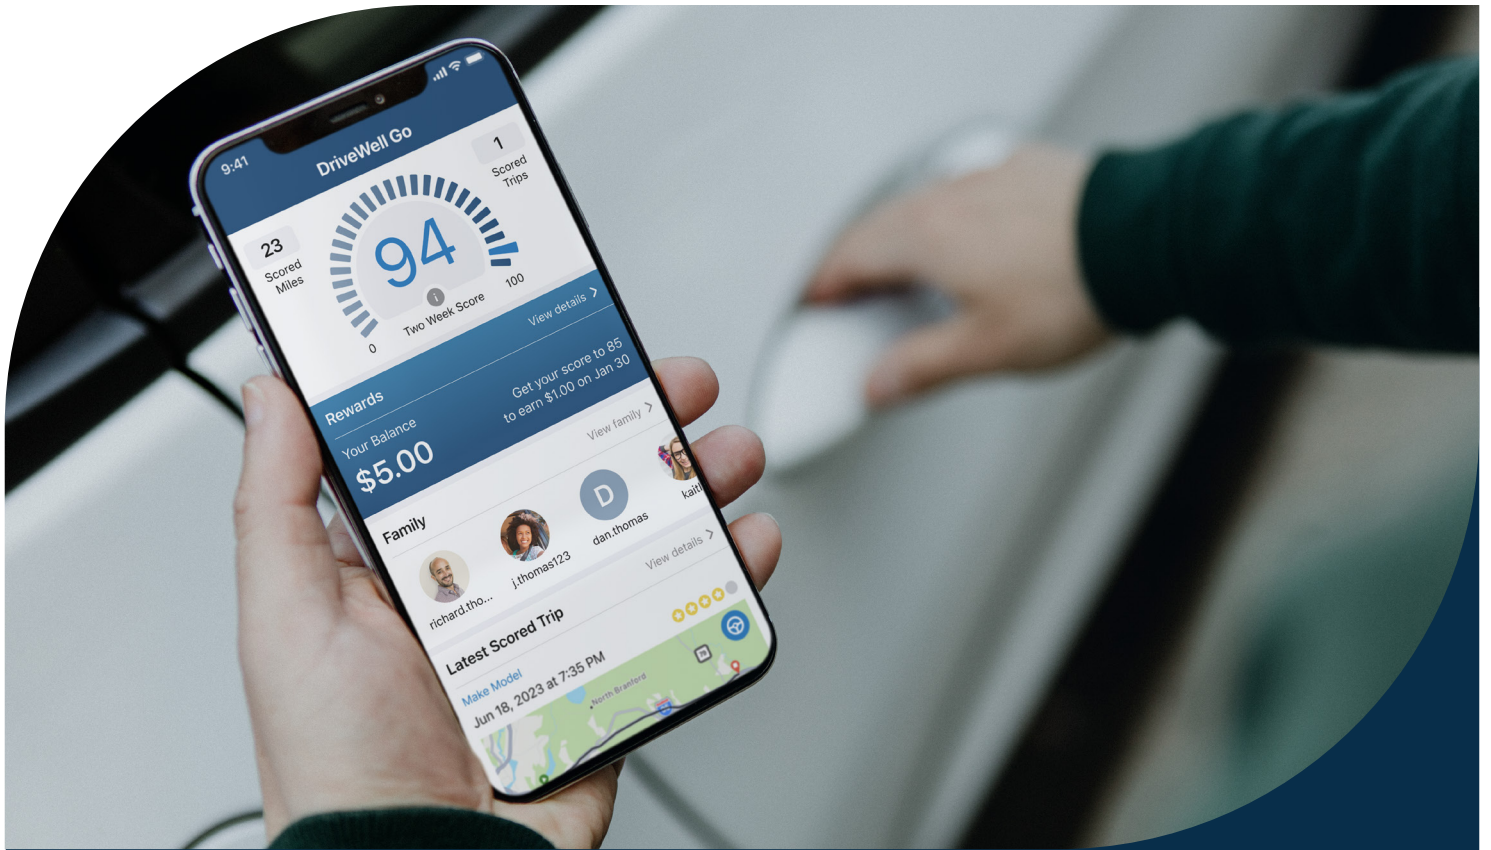 9:41
DriveWell Go
1
Scored
Trips
23
Scored
Miles
94
i
Two Week Score
0
100
Rewards
View details
Your Balance
$5.00
Get your score to 85
to earn $1.00 on Jan 30
Family
View family
richard.tho...
j.thomas123
D
dan.thomas
kaitl
Latest Scored Trip
View details
Make Model
Jun 18, 2023 at 7:35 PM
North Branford